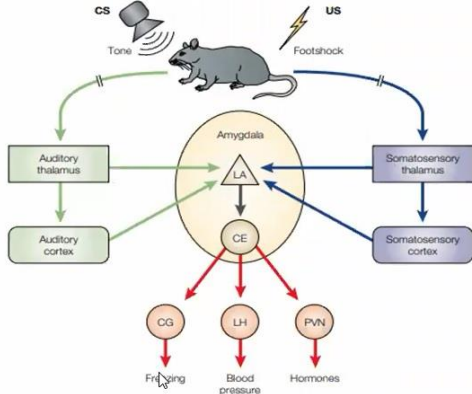 CS
US
Tone
Footshock
Amygdala
Auditory
thalamus
LA
Somatosensory
thalamus
Auditory
cortex
CE
Somatosensory
cortex
CG
LH
PVN
Freezing
Blood
pressure
Hormones